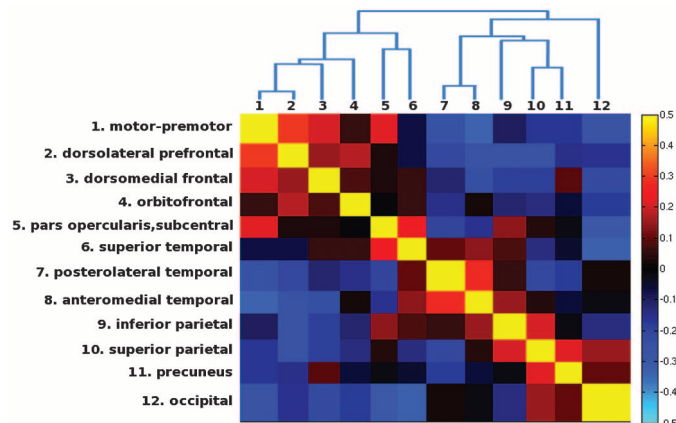 1 2 3 4 5 6 7 8 9 10 11 12
1. motor-premotor
2. dorsolateral prefrontal
3. dorsomedial frontal
4. orbitofrontal
5. pars opercularis,subcentral
6. superior temporal
7. posterolateral temporal
8. anteromedial temporal
9. inferior parietal
10. superior parietal
11. precuneus
12. occipital
0.5
0.4
0.3
0.2
0.1
0
-0.1
-0.2
-0.3
-0.4
-0.5